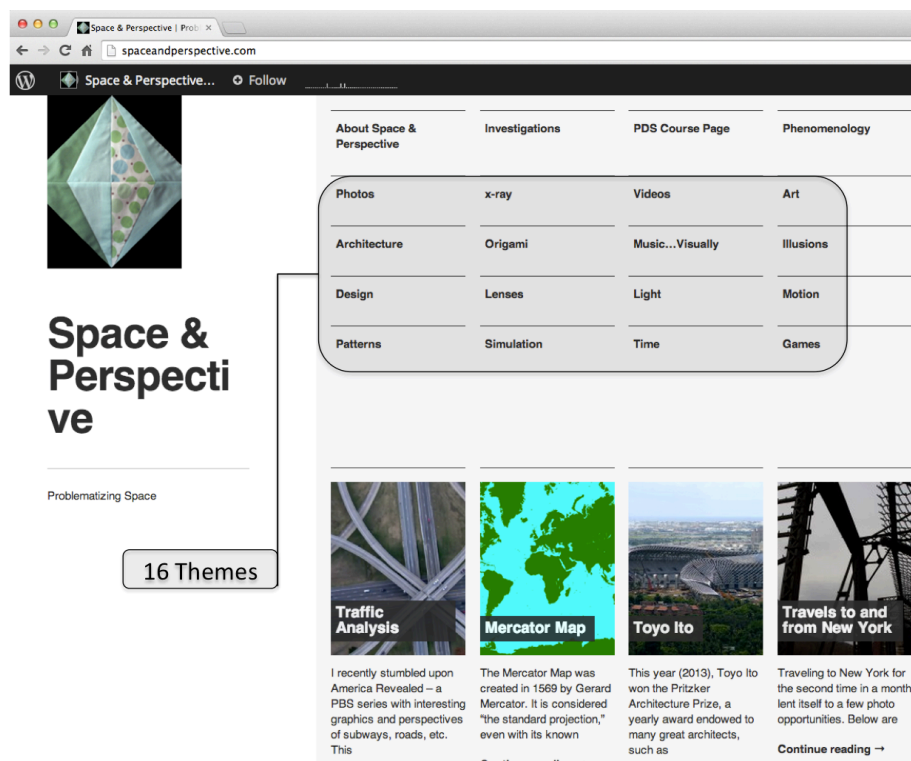 Space & Perspective | Prob
spaceandperspective.com
Space & Perspective... Follow
About Space &
Perspective
Investigations
PDS Course Page
Phenomenology
Photos
x-ray
Videos
Art
Architecture
Origami
Music...Visually
Illusions
Design
Lenses
Light
Motion
Patterns
Simulation
Time
Games
Space &
Perspecti
ve
Problematizing Space
16 Themes
Traffic
Analysis
I recently stumbled upon
America Revealed – a
PBS series with interesting
graphics and perspectives
of subways, roads, etc.
This
Mercator Map
The Mercator Map was
created in 1569 by Gerard
Mercator. It is considered
"the standard projection,"
even with its known
Toyo Ito
This year (2013), Toyo Ito
won the Pritzker
Architecture Prize, a
yearly award endowed to
many great architects,
such as
Travels to and
from New York
Traveling to New York for
the second time in a month
lent itself to a few photo
opportunities. Below are
Continue reading →